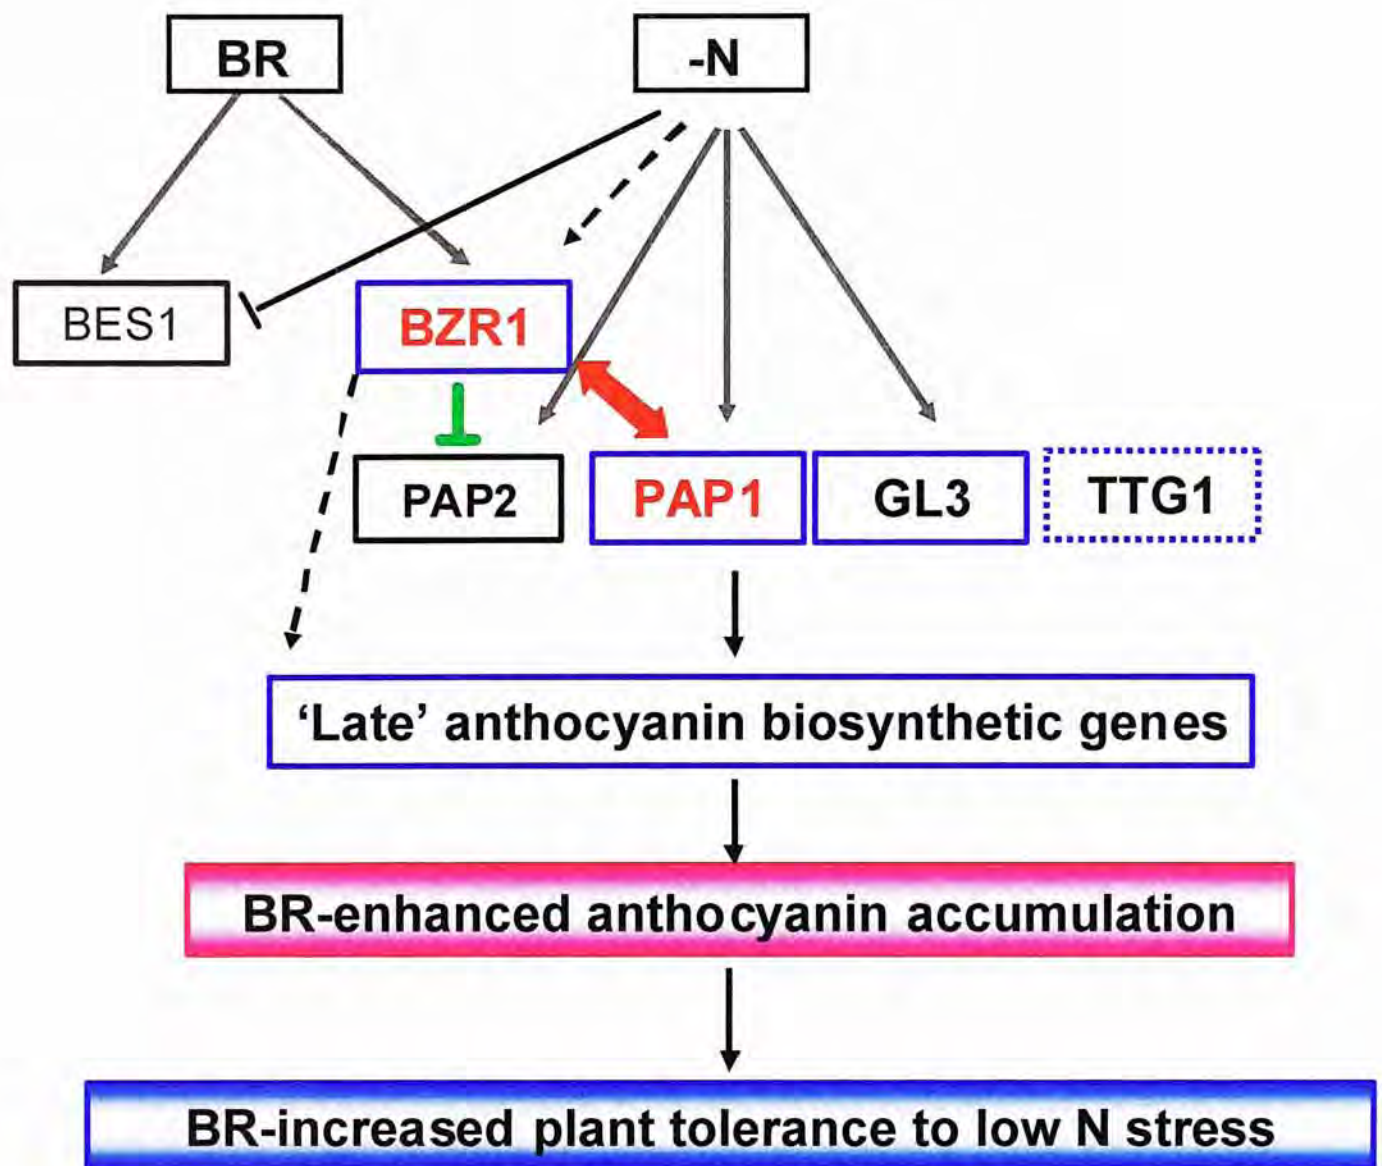 BR
-N
BES1
BZR1
PAP2
PAP1
GL3
TTG1
‘Late’ anthocyanin biosynthetic genes
BR-enhanced anthocyanin accumulation
BR-increased plant tolerance to low N stress